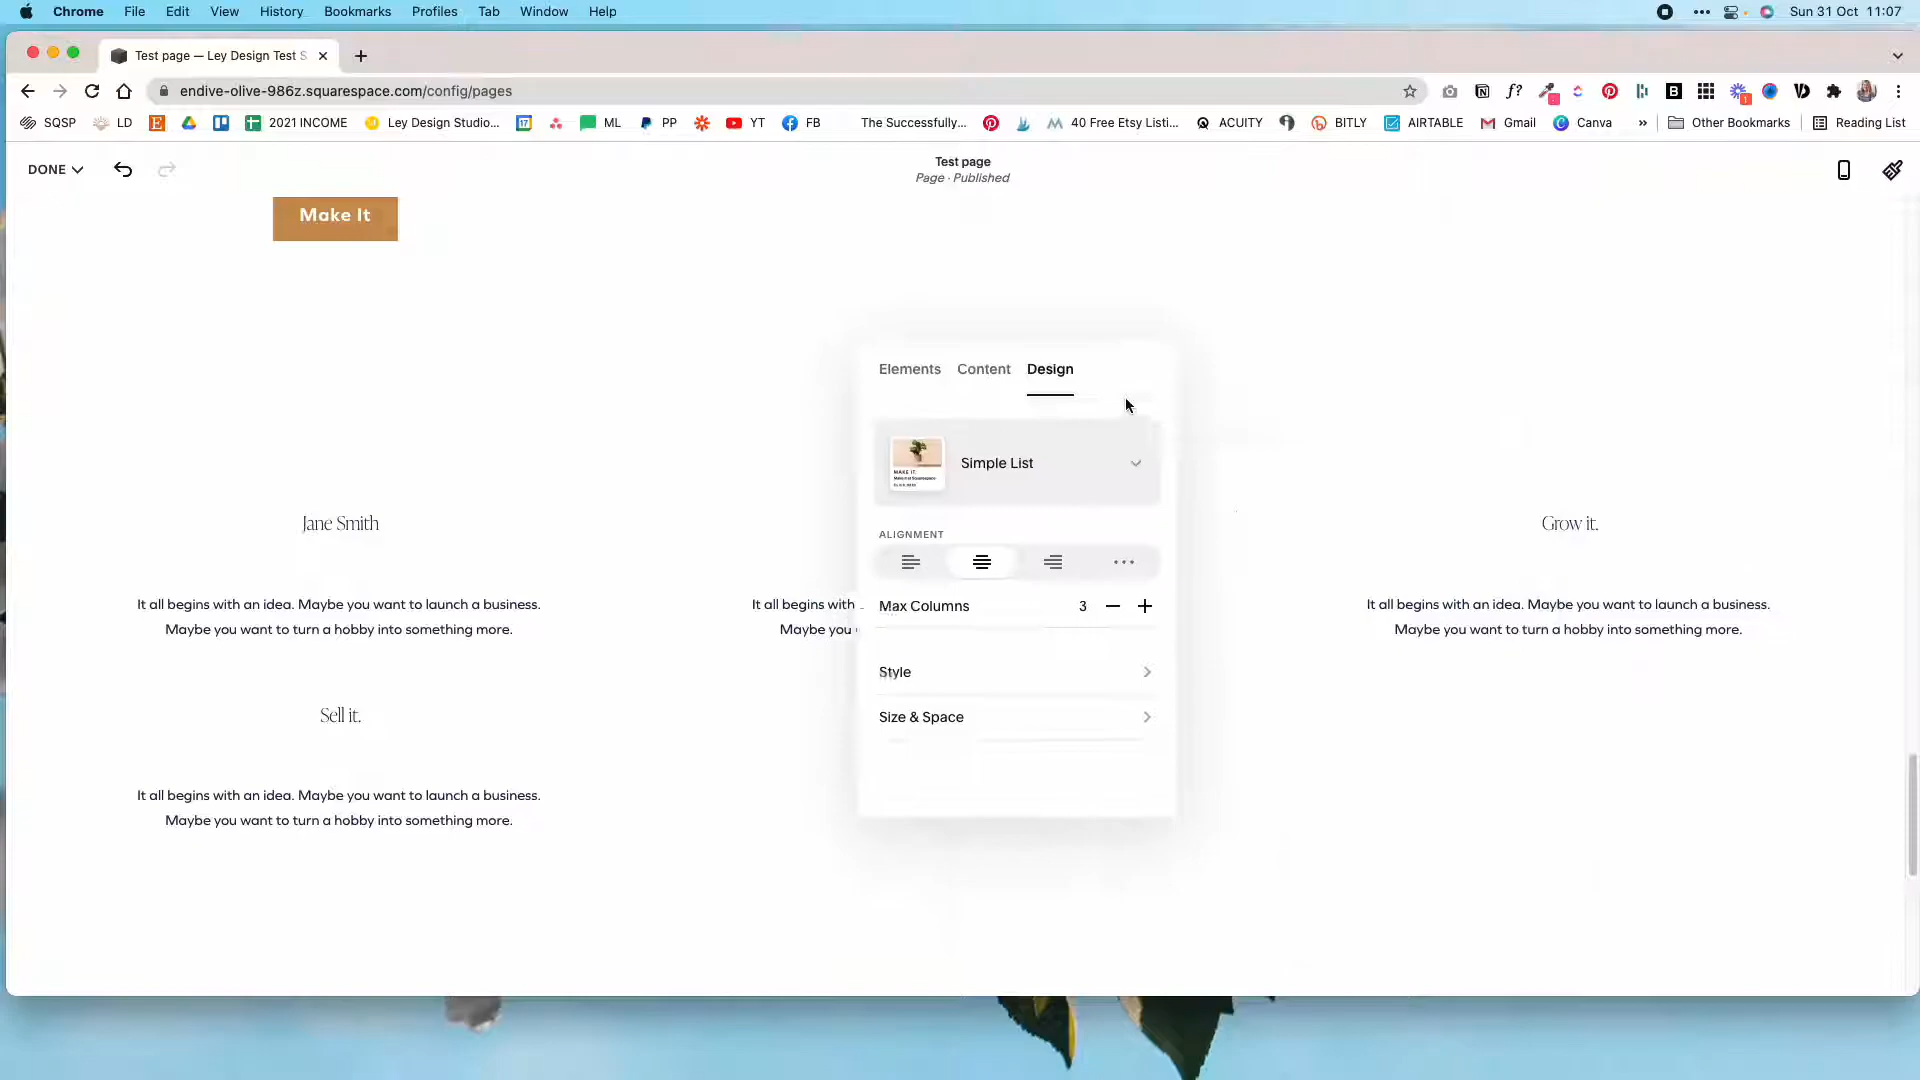 Chrome File Edit View History Bookmarks Profiles Tab Window Help Sun 31 Oct 11:07
Test page — Ley Design Test S
endive-olive-986z.squarespace.com/config/pages
SQSP LD 2021 INCOME Ley Design Studio... ML PP YT FB The Successfully... 40 Free Etsy Listi... ACUITY BITLY AIRTABLE Gmail Canva » Other Bookmarks Reading List
DONE
Test page
Page · Published
Make It
Elements Content Design
Simple List
ALIGNMENT
Max Columns 3
Style
Size & Space
Jane Smith
It all begins with an idea. Maybe you want to launch a business.
Maybe you want to turn a hobby into something more.
It all begins with
Maybe you
Grow it.
It all begins with an idea. Maybe you want to launch a business.
Maybe you want to turn a hobby into something more.
Sell it.
It all begins with an idea. Maybe you want to launch a business.
Maybe you want to turn a hobby into something more.